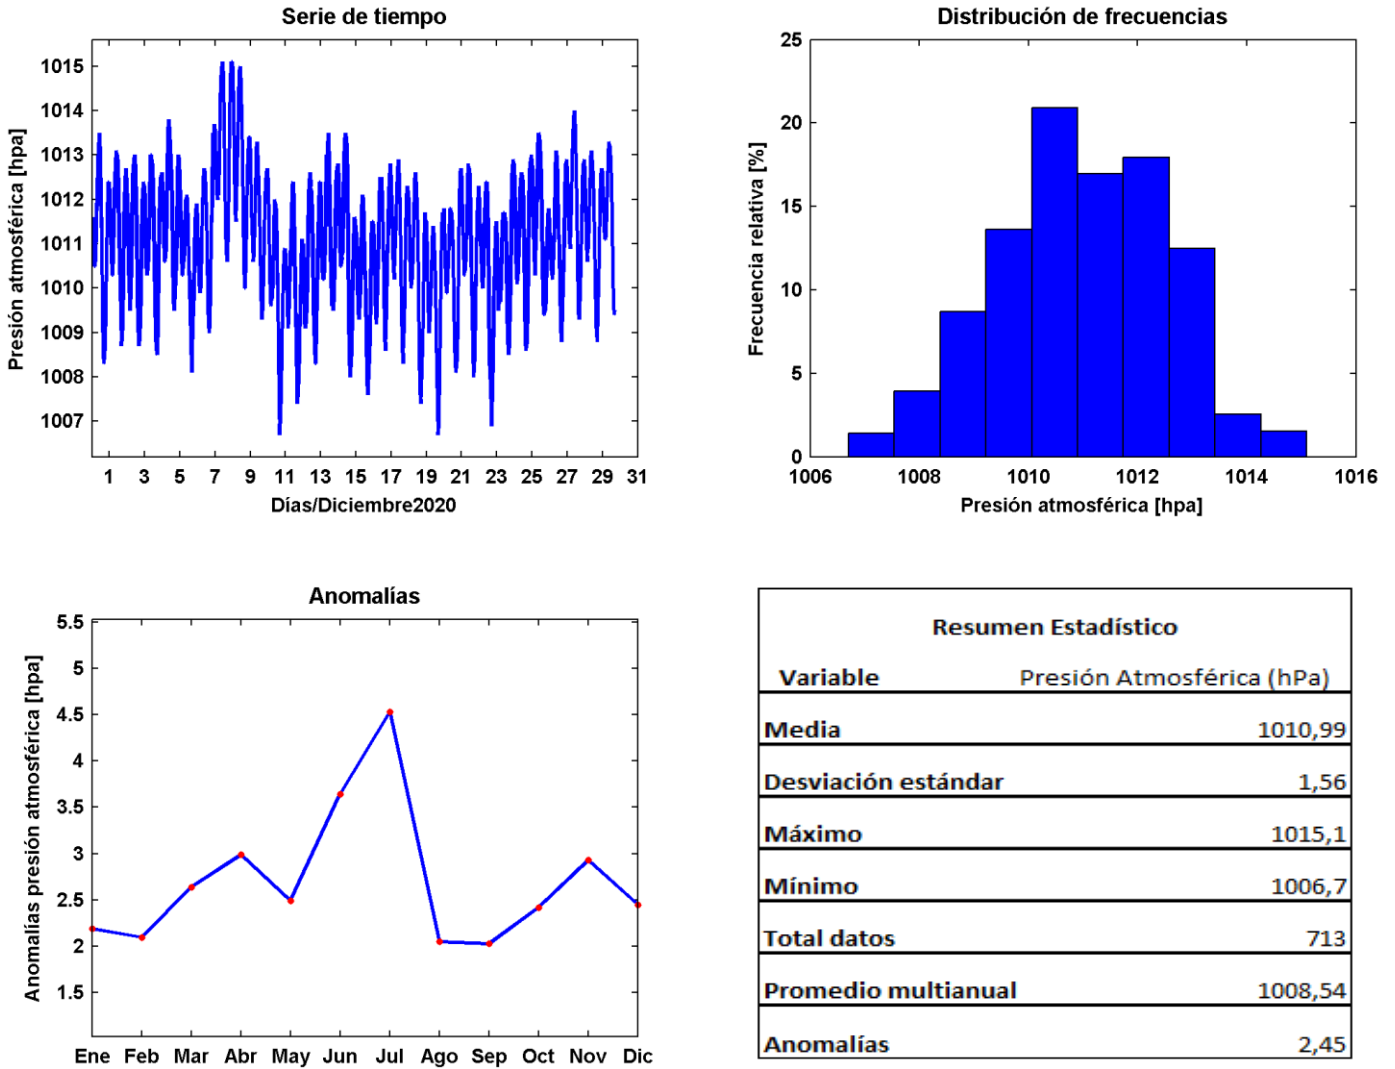 Serie de tiempo
Presión atmosférica [hpa]
1015
1014
1013
1012
1011
1010
1009
1008
1007
1 3 5 7 9 11 13 15 17 19 21 23 25 27 29 31
Días/Diciembre2020
Distribución de frecuencias
Frecuencia relativa [%]
25
20
15
10
5
0
1006 1008 1010 1012 1014 1016
Presión atmosférica [hpa]
Anomalías
Anomalías presión atmosférica [hpa]
5.5
5
4.5
4
3.5
3
2.5
2
1.5
Ene Feb Mar Abr May Jun Jul Ago Sep Oct Nov Dic
Resumen Estadístico
Variable Presión Atmosférica (hPa)
Media 1010,99
Desviación estándar 1,56
Máximo 1015,1
Mínimo 1006,7
Total datos 713
Promedio multianual 1008,54
Anomalías 2,45